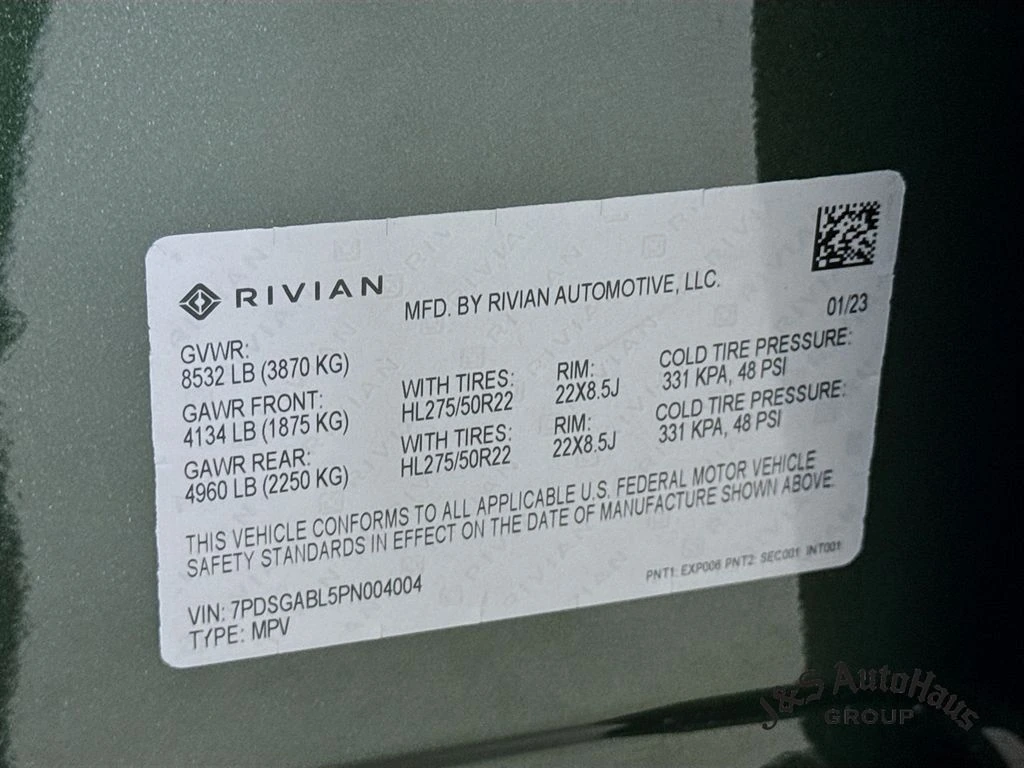 RIVIAN
MFD. BY RIVIAN AUTOMOTIVE, LLC.
01/23
GVWR:
8532 LB (3870 KG)
GAWR FRONT:
4134 LB (1875 KG)
WITH TIRES:
HL275/50R22
RIM:
22X8.5J
COLD TIRE PRESSURE:
331 KPA, 48 PSI
GAWR REAR:
4960 LB (2250 KG)
WITH TIRES:
HL275/50R22
RIM:
22X8.5J
COLD TIRE PRESSURE:
331 KPA, 48 PSI
THIS VEHICLE CONFORMS TO ALL APPLICABLE U.S. FEDERAL MOTOR VEHICLE
SAFETY STANDARDS IN EFFECT ON THE DATE OF MANUFACTURE SHOWN ABOVE.
VIN: 7PDSGABL5PN004004
TYPE: MPV
PNT1: EXP006 PNT2: SEC001 INT001
J&S AutoHaus
GROUP